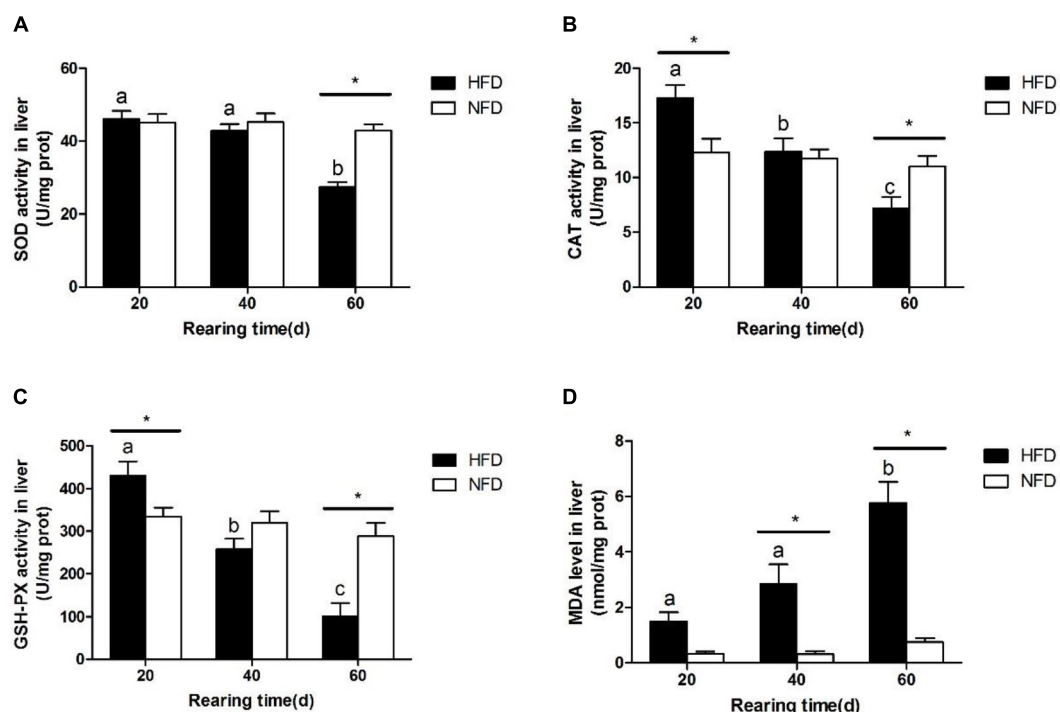 A
SOD activity in liver
(U/mg prot)
60
40
20
0
a
a
b
*
HFD
NFD
20 40 60
Rearing time(d)
B
CAT activity in liver
(U/mg prot)
20
15
10
5
0
*
a
b
c
*
HFD
NFD
20 40 60
Rearing time(d)
C
GSH-PX activity in liver
(U/mg prot)
500
400
300
200
100
0
*
a
b
c
*
HFD
NFD
20 40 60
Rearing time(d)
D
MDA level in liver
(nmol/mg prot)
8
6
4
2
0
a
a
*
b
*
HFD
NFD
20 40 60
Rearing time(d)